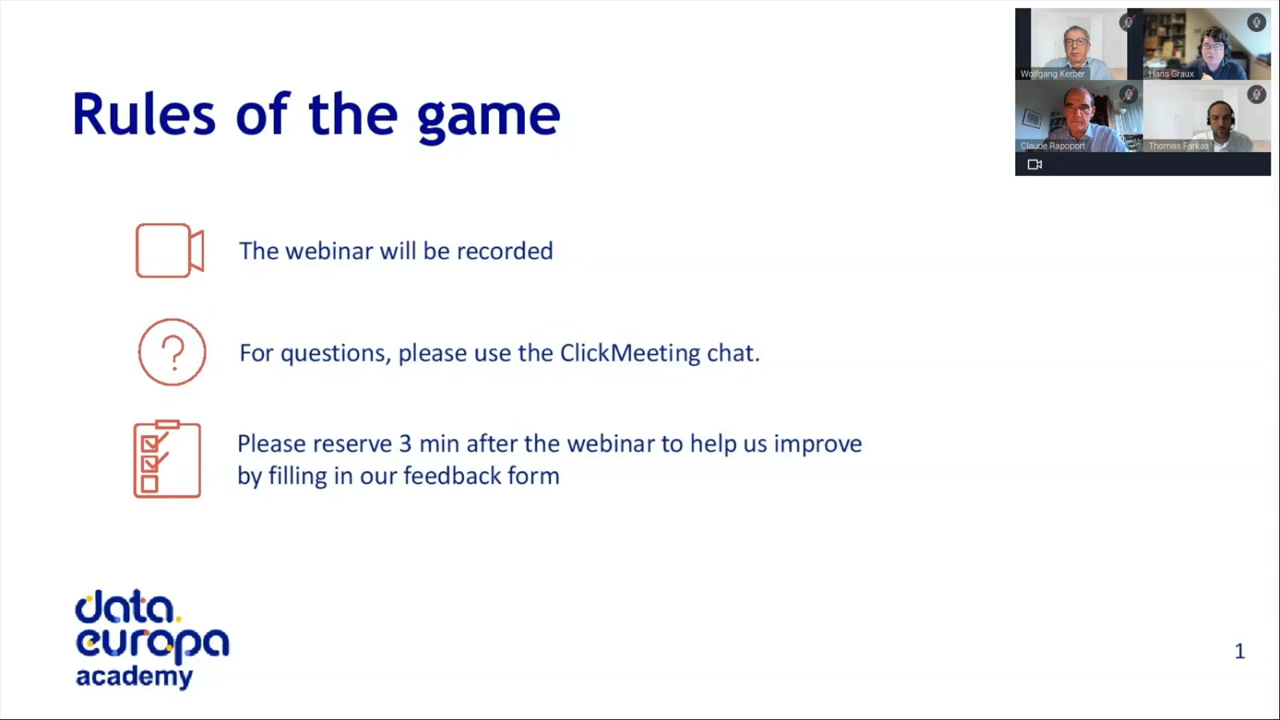 Rules of the game
Wolfgang Kerber
Hans Graux
Claude Rapoport
Thomas Farkas
The webinar will be recorded
?
For questions, please use the ClickMeeting chat.
Please reserve 3 min after the webinar to help us improve
by filling in our feedback form
data.
europa
academy
1